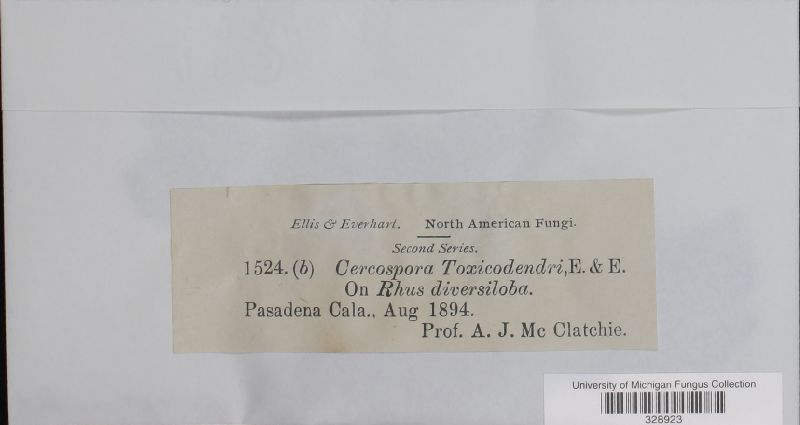 Ellis & Everhart. North American Fungi.
Second Series.
1524. (b) Cercospora Toxicodendri, E. & E.
On Rhus diversiloba.
Pasadena Cala., Aug 1894.
Prof. A. J. Mc Clatchie.
University of Michigan Fungus Collection
328923